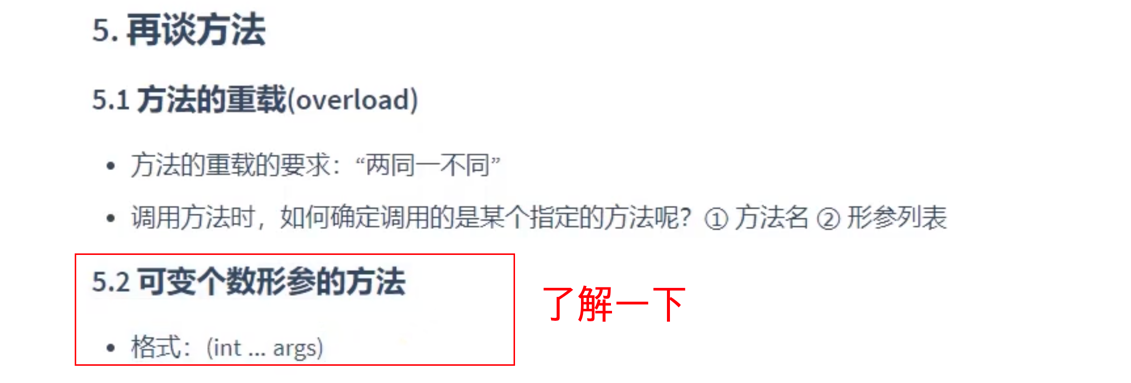 5. 再谈方法
5.1 方法的重载(overload)
• 方法的重载的要求：“两同一不同”
• 调用方法时，如何确定调用的是某个指定的方法呢？① 方法名 ② 形参列表
5.2 可变个数形参的方法
了解一下
• 格式：(int ... args)